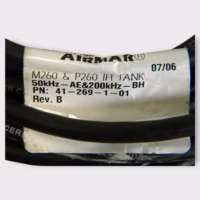 AIRMAR
07/06
M260 & P260 IH TANK
50kHz-AE&200kHz-BH
PN: 41-269-1-01
Rev. B